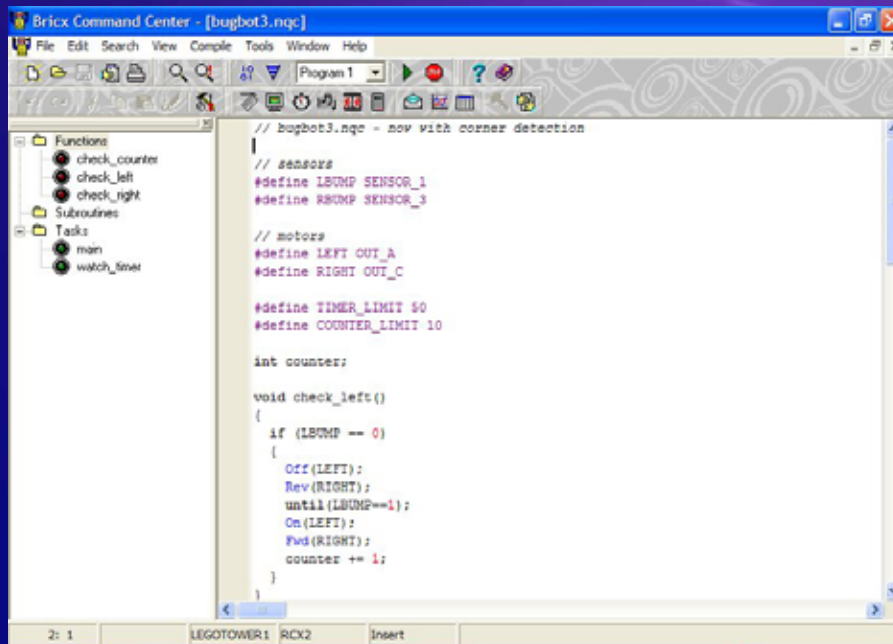 Bricx Command Center - [bugbot3.nqc]
File Edit Search View Compile Tools Window Help
Program 1
Functions
check_counter
check_left
check_right
Subroutines
Tasks
main
watch_timer
// bugbot3.nqc - now with corner detection
// sensors
#define LBUMP SENSOR_1
#define RBUMP SENSOR_3
// motors
#define LEFT OUT_A
#define RIGHT OUT_C
#define TIMER_LIMIT 50
#define COUNTER_LIMIT 10
int counter;
void check_left()
{
if (LBUMP == 0)
{
Off(LEFT);
Rev(RIGHT);
until(LBUMP==1);
On(LEFT);
Fwd(RIGHT);
counter += 1;
}
}
2: 1 LEGOTOWER1 RCX2 Insert